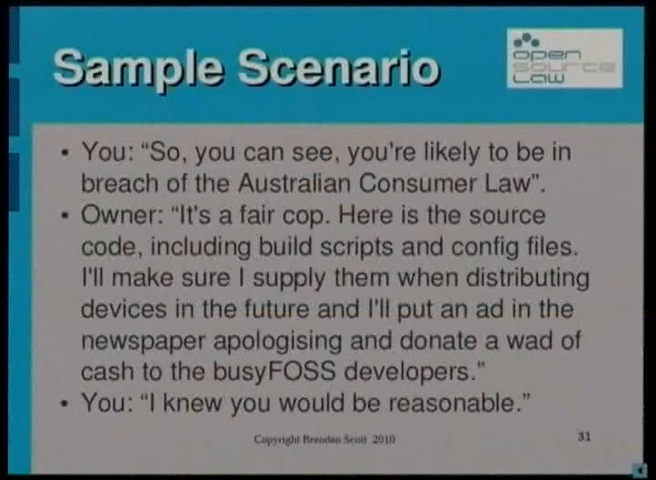 Sample Scenario
open
source
Law
• You: “So, you can see, you're likely to be in
breach of the Australian Consumer Law”.
• Owner: “It's a fair cop. Here is the source
code, including build scripts and config files.
I'll make sure I supply them when distributing
devices in the future and I'll put an ad in the
newspaper apologising and donate a wad of
cash to the busyFOSS developers.”
• You: “I knew you would be reasonable.”
Copyright Brendan Scott 2010
31